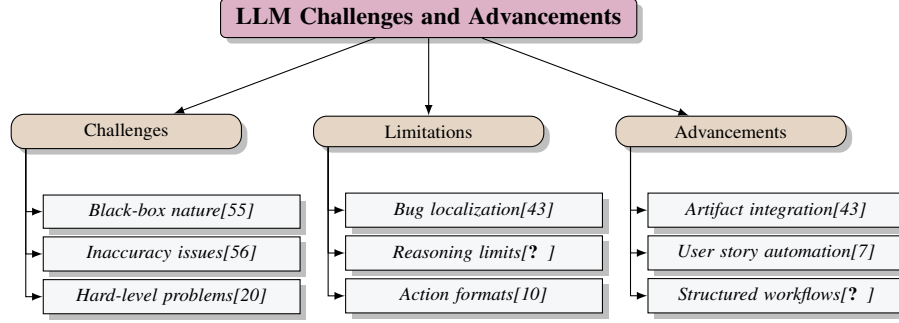 LLM Challenges and Advancements
Challenges
Limitations
Advancements
Black-box nature[55]
Inaccuracy issues[56]
Hard-level problems[20]
Bug localization[43]
Reasoning limits[? ]
Action formats[10]
Artifact integration[43]
User story automation[7]
Structured workflows[? ]